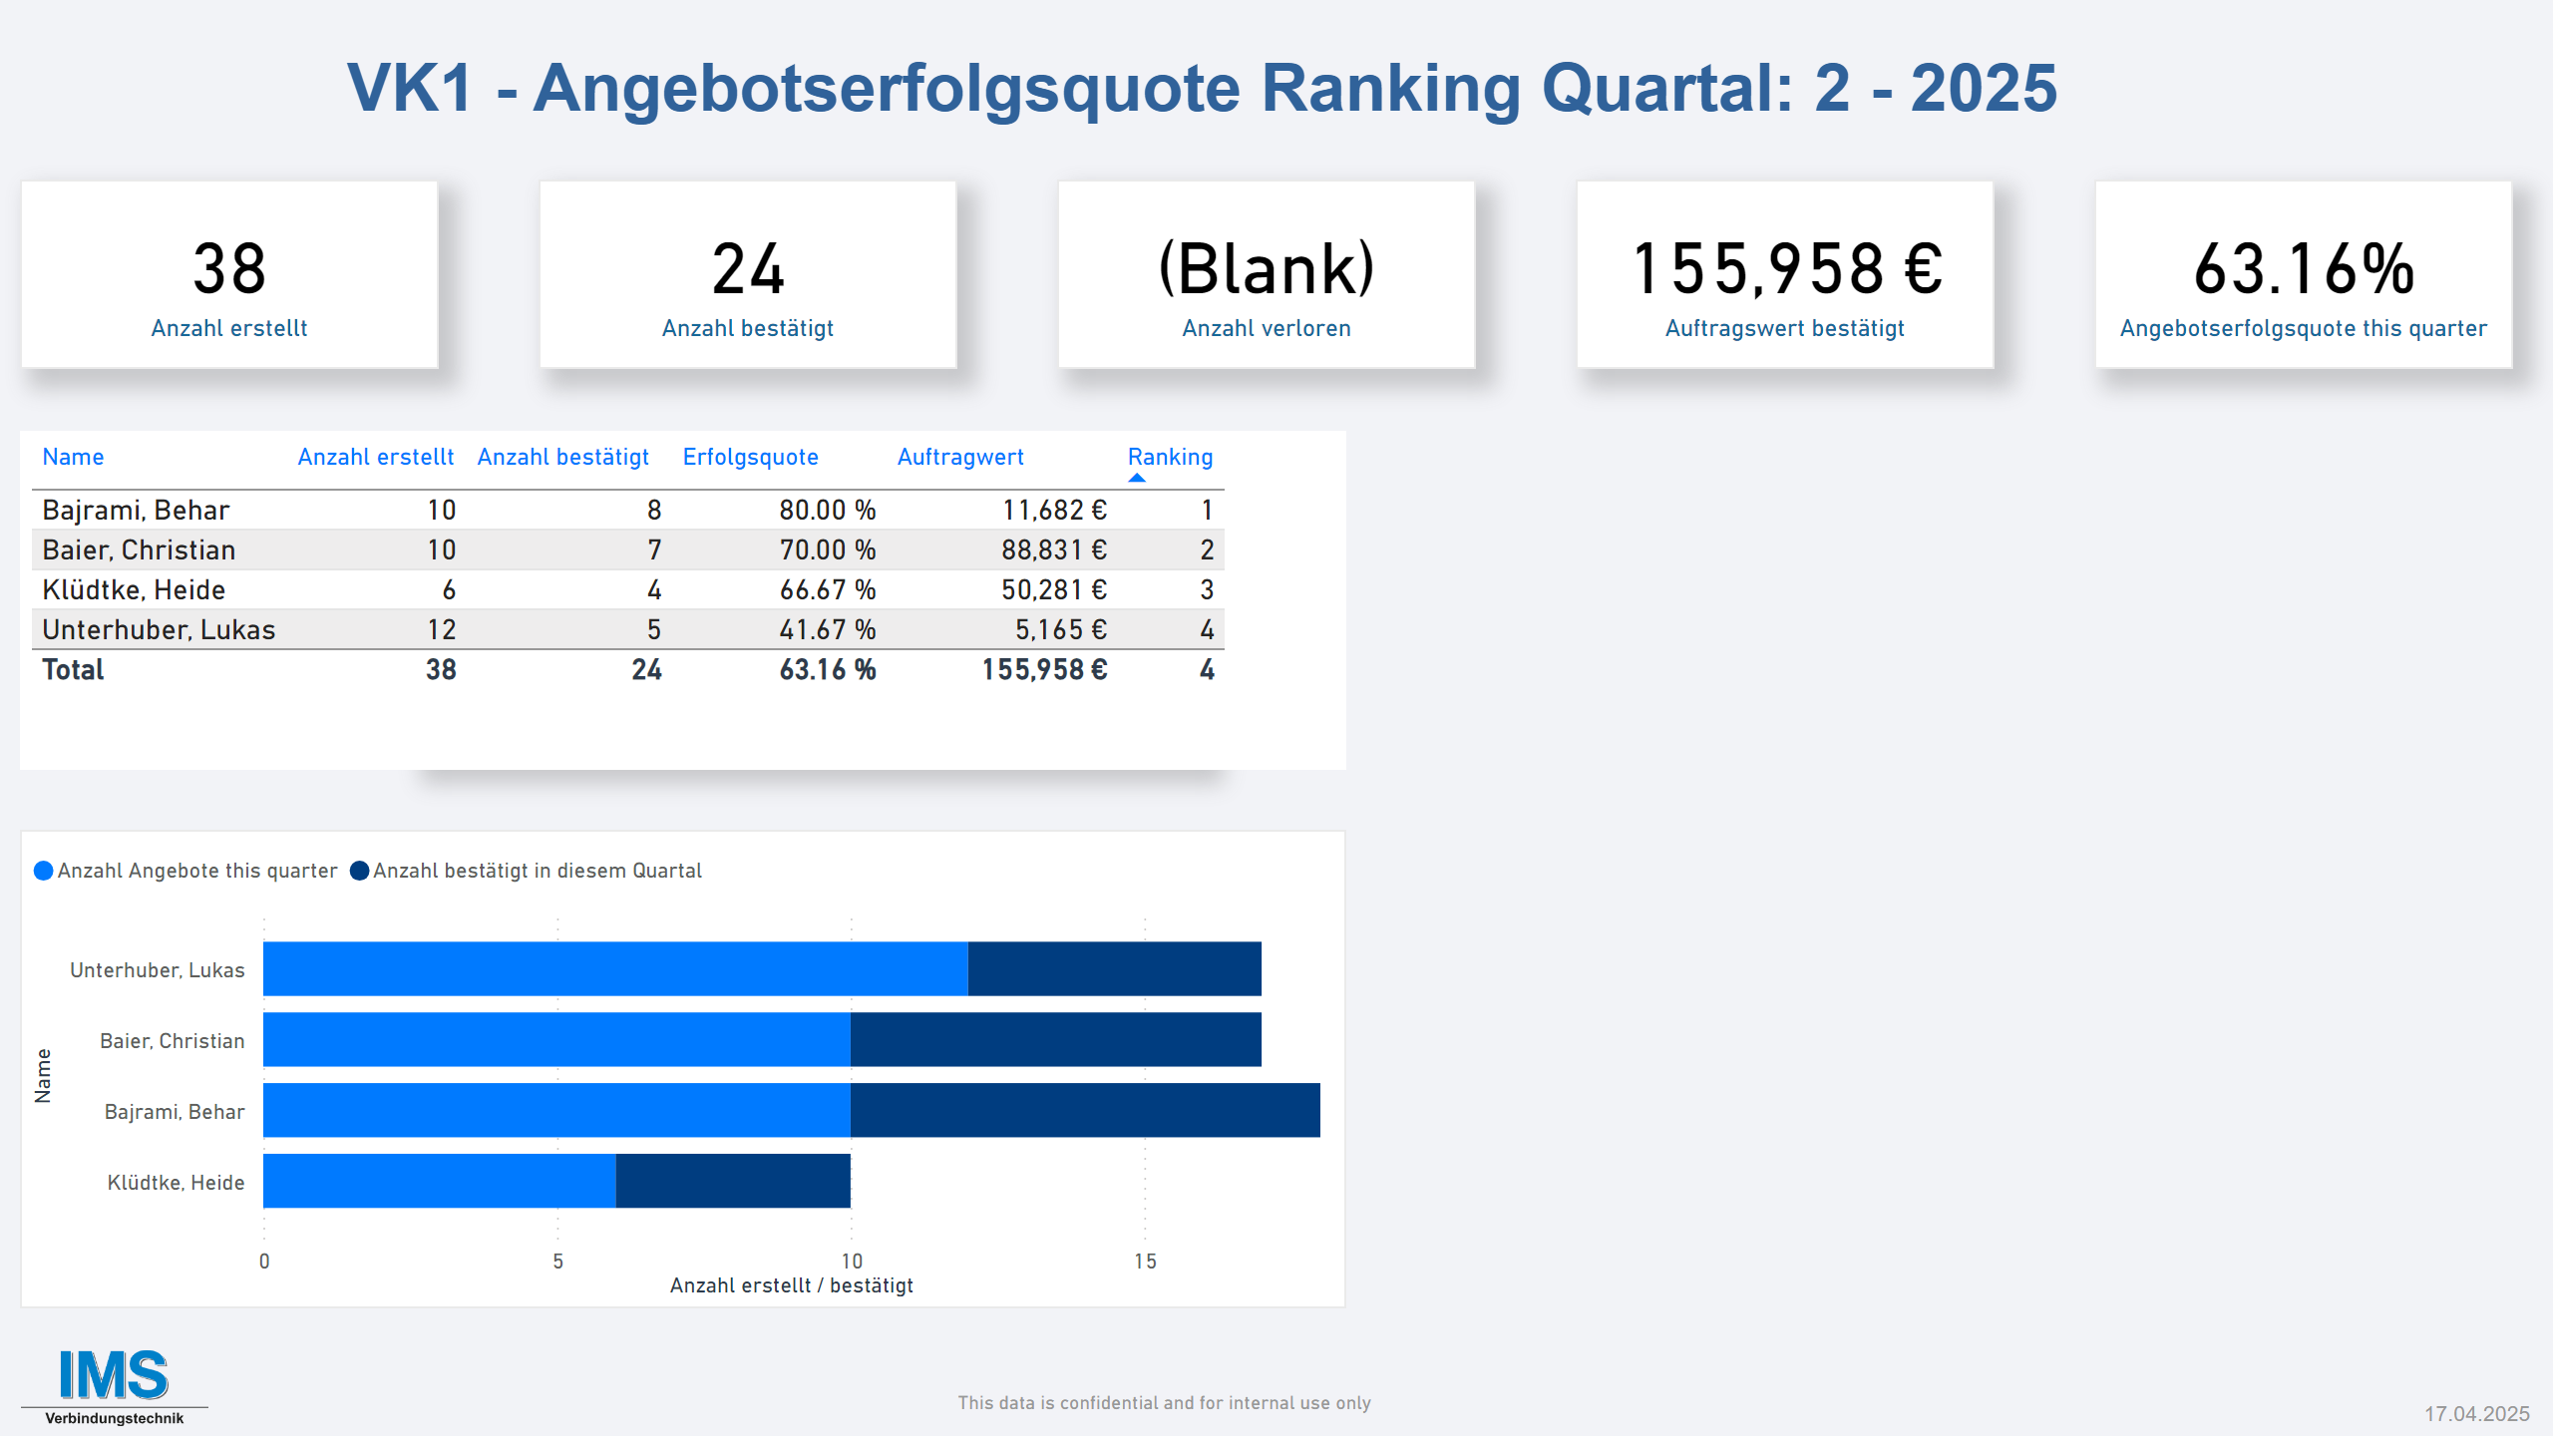 VK1 - Angebotserfolgsquote Ranking Quartal: 2 - 2025
38
Anzahl erstellt
24
Anzahl bestätigt
(Blank)
Anzahl verloren
155,958 €
Auftragswert bestätigt
63.16%
Angebotserfolgsquote this quarter
Name Anzahl erstellt Anzahl bestätigt Erfolgsquote Auftragwert Ranking
Bajrami, Behar 10 8 80.00 % 11,682 € 1
Baier, Christian 10 7 70.00 % 88,831 € 2
Klüdtke, Heide 6 4 66.67 % 50,281 € 3
Unterhuber, Lukas 12 5 41.67 % 5,165 € 4
Total 38 24 63.16 % 155,958 € 4
Anzahl Angebote this quarter Anzahl bestätigt in diesem Quartal
Name
Unterhuber, Lukas
Baier, Christian
Bajrami, Behar
Klüdtke, Heide
0 5 10 15
Anzahl erstellt / bestätigt
IMS
Verbindungstechnik
This data is confidential and for internal use only
17.04.2025